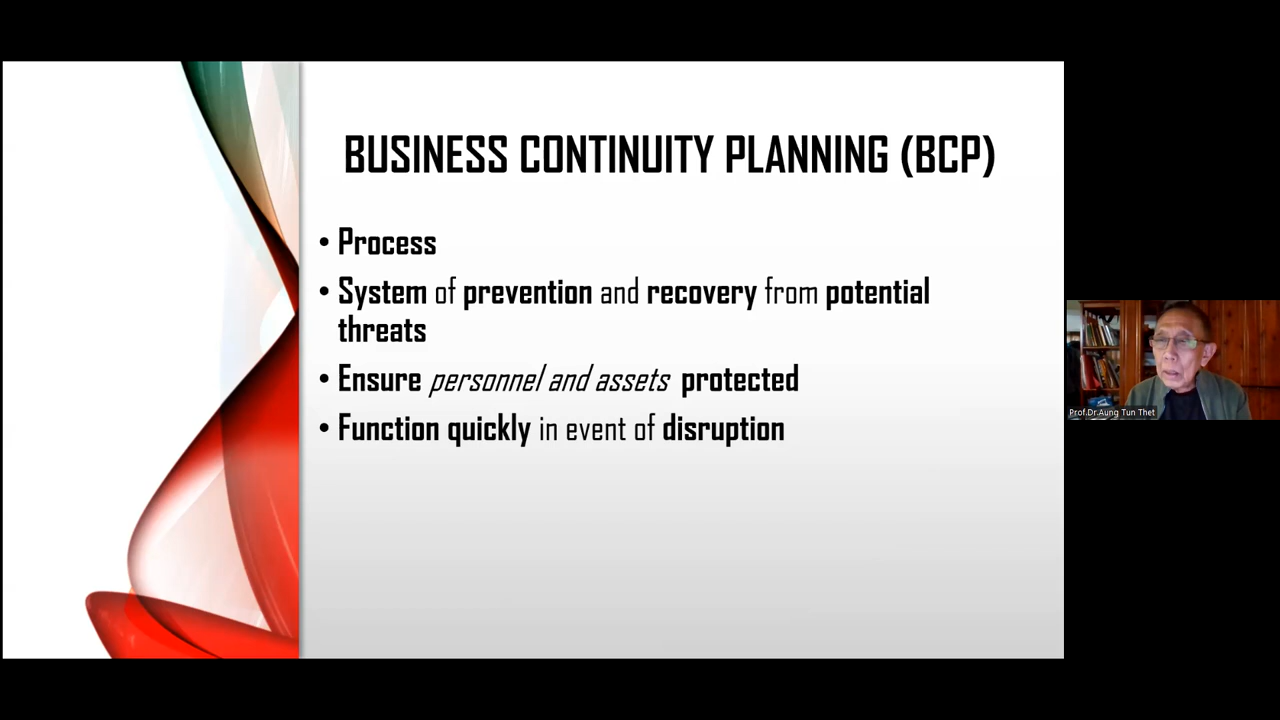 BUSINESS CONTINUITY PLANNING (BCP)
• Process
• System of prevention and recovery from potential
threats
• Ensure personnel and assets protected
• Function quickly in event of disruption
Prof.Dr.Aung Tun Thet